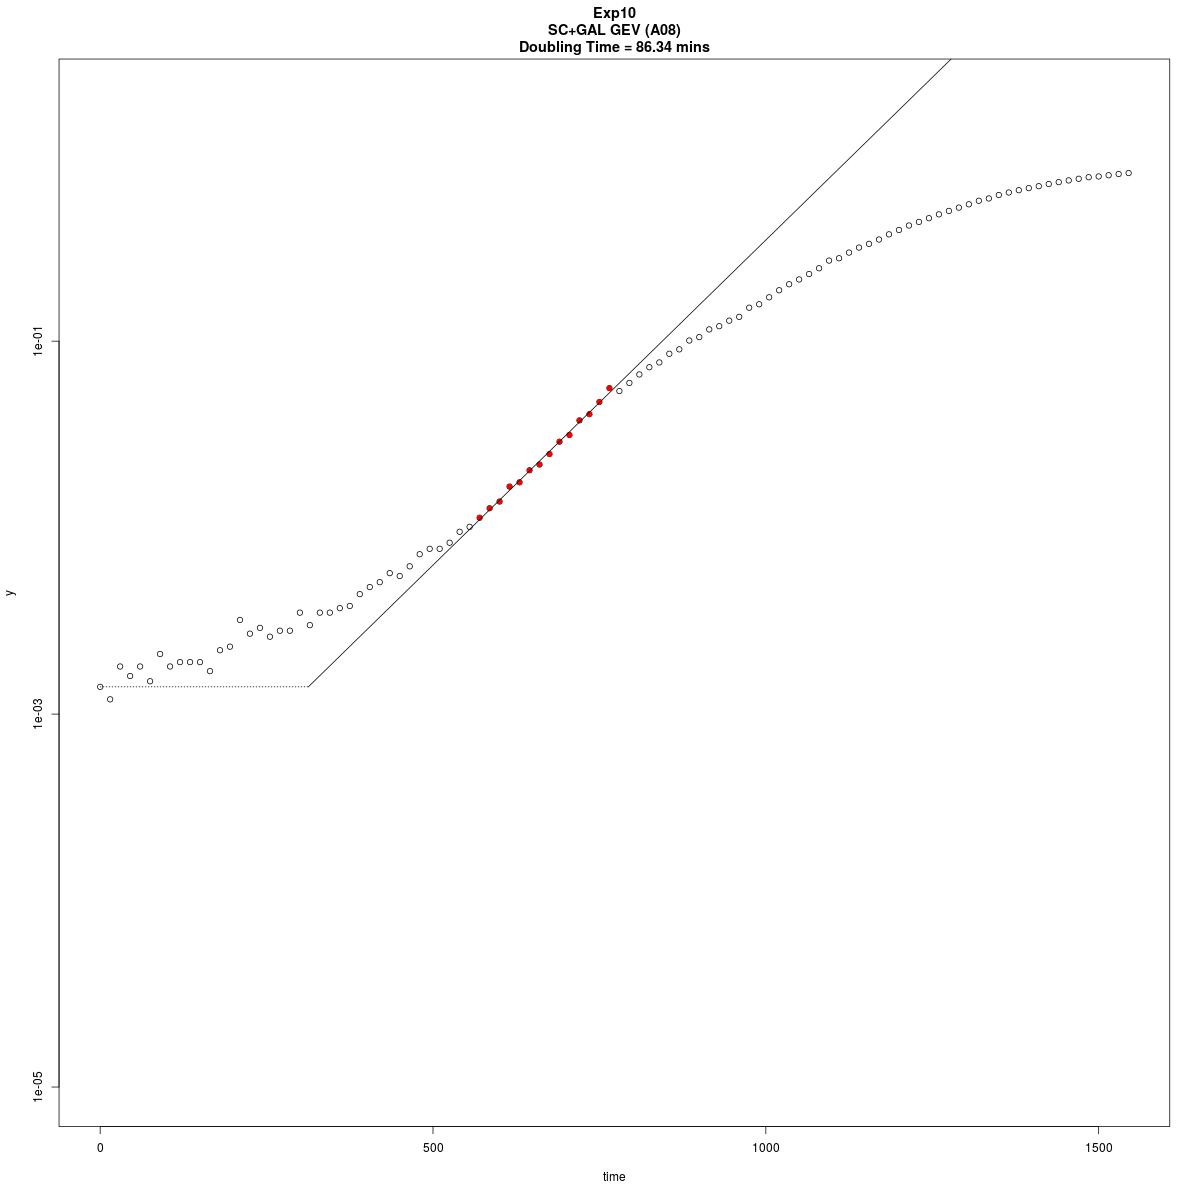 Exp10
SC+GAL GEV (A08)
Doubling Time = 86.34 mins
1e-01
1e-03
1e-05
y
0 500 1000 1500
time